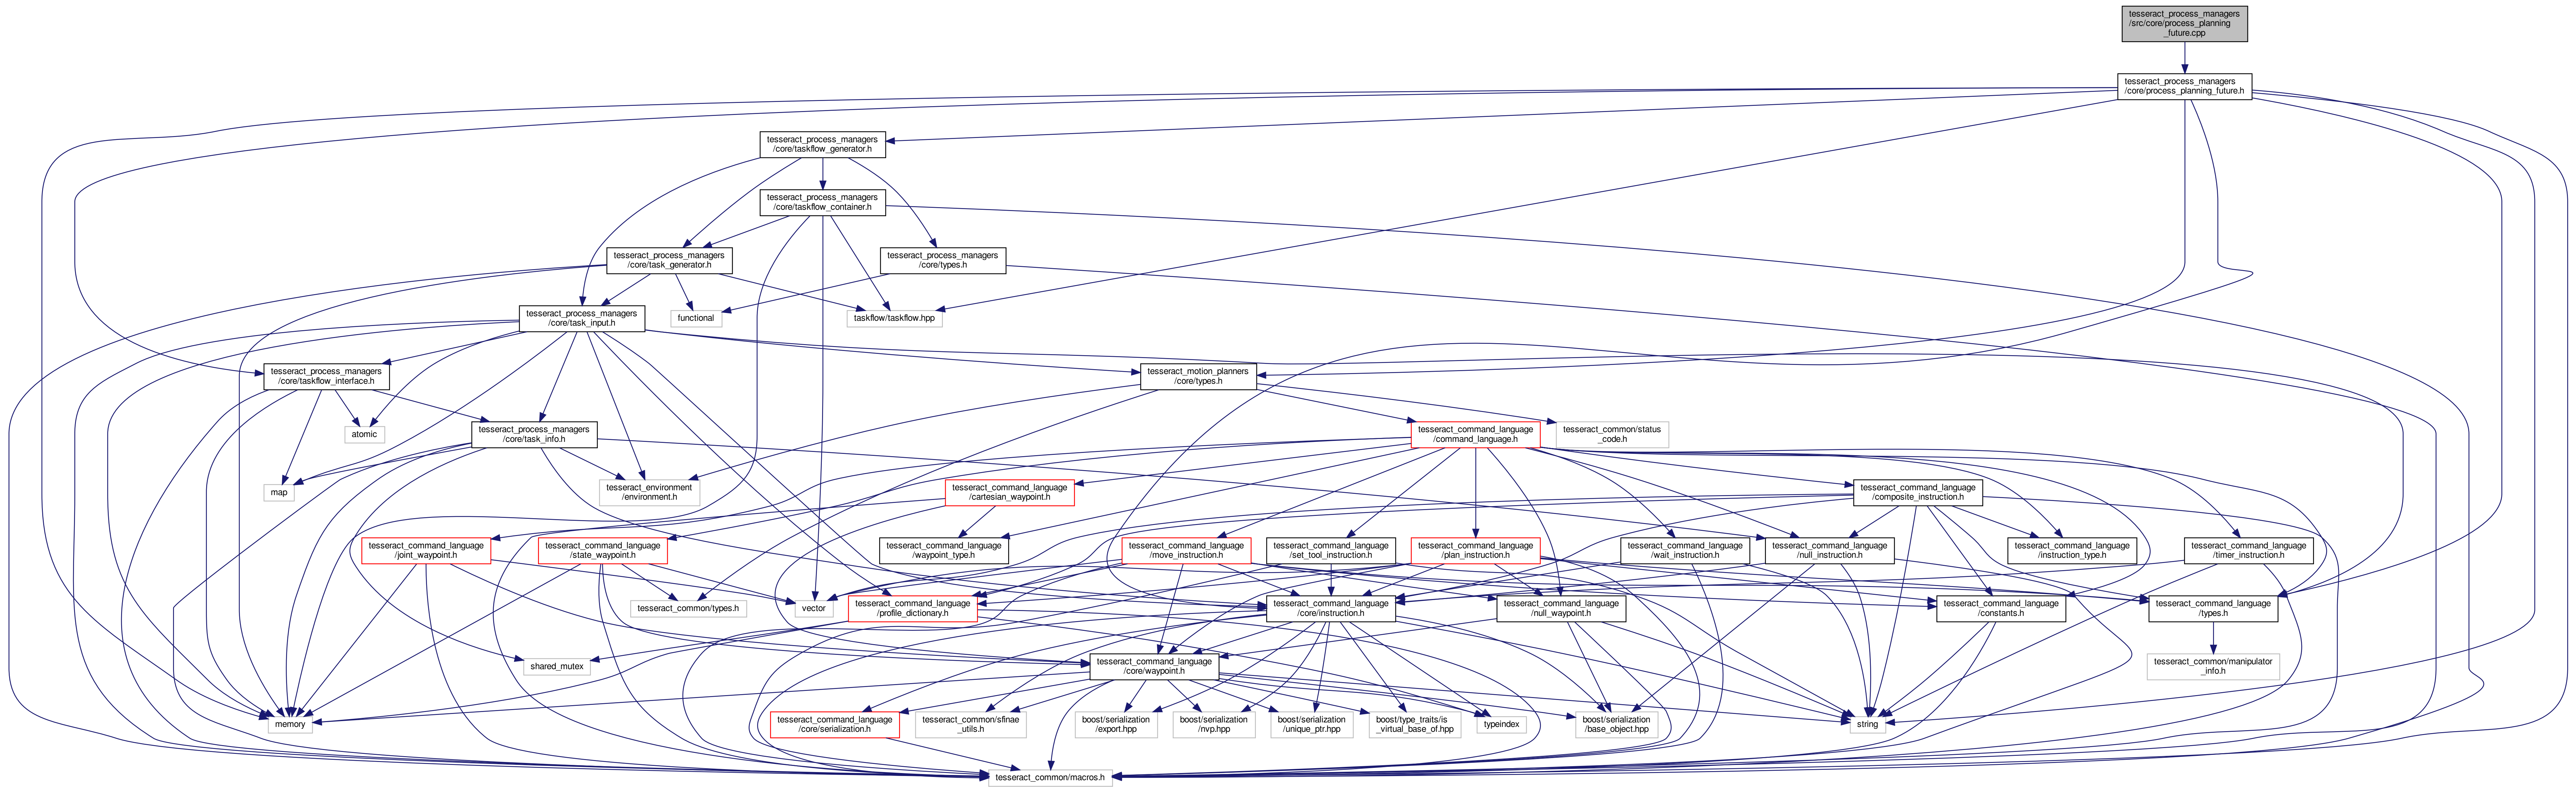 tesseract_process_managers
/src/core/process_planning
_future.cpp
tesseract_process_managers
/core/process_planning_future.h
tesseract_process_managers
/core/taskflow_generator.h
tesseract_process_managers
/core/taskflow_container.h
tesseract_process_managers
/core/task_generator.h
tesseract_process_managers
/core/types.h
tesseract_process_managers
/core/task_input.h
functional
taskflow/taskflow.hpp
tesseract_process_managers
/core/taskflow_interface.h
tesseract_motion_planners
/core/types.h
atomic
tesseract_process_managers
/core/task_info.h
tesseract_command_language
/command_language.h
tesseract_common/status
_code.h
map
tesseract_environment
/environment.h
tesseract_command_language
/cartesian_waypoint.h
tesseract_command_language
/composite_instruction.h
tesseract_command_language
/joint_waypoint.h
tesseract_command_language
/state_waypoint.h
tesseract_command_language
/waypoint_type.h
tesseract_command_language
/move_instruction.h
tesseract_command_language
/set_tool_instruction.h
tesseract_command_language
/plan_instruction.h
tesseract_command_language
/wait_instruction.h
tesseract_command_language
/null_instruction.h
tesseract_command_language
/instruction_type.h
tesseract_command_language
/timer_instruction.h
tesseract_common/types.h
vector
tesseract_command_language
/profile_dictionary.h
tesseract_command_language
/core/instruction.h
tesseract_command_language
/null_waypoint.h
tesseract_command_language
/constants.h
tesseract_command_language
/types.h
shared_mutex
tesseract_command_language
/core/waypoint.h
tesseract_common/manipulator
_info.h
memory
tesseract_command_language
/core/serialization.h
tesseract_common/sfinae
_utils.h
boost/serialization
/export.hpp
boost/serialization
/nvp.hpp
boost/serialization
/unique_ptr.hpp
boost/type_traits/is
_virtual_base_of.hpp
typeindex
boost/serialization
/base_object.hpp
string
tesseract_common/macros.h